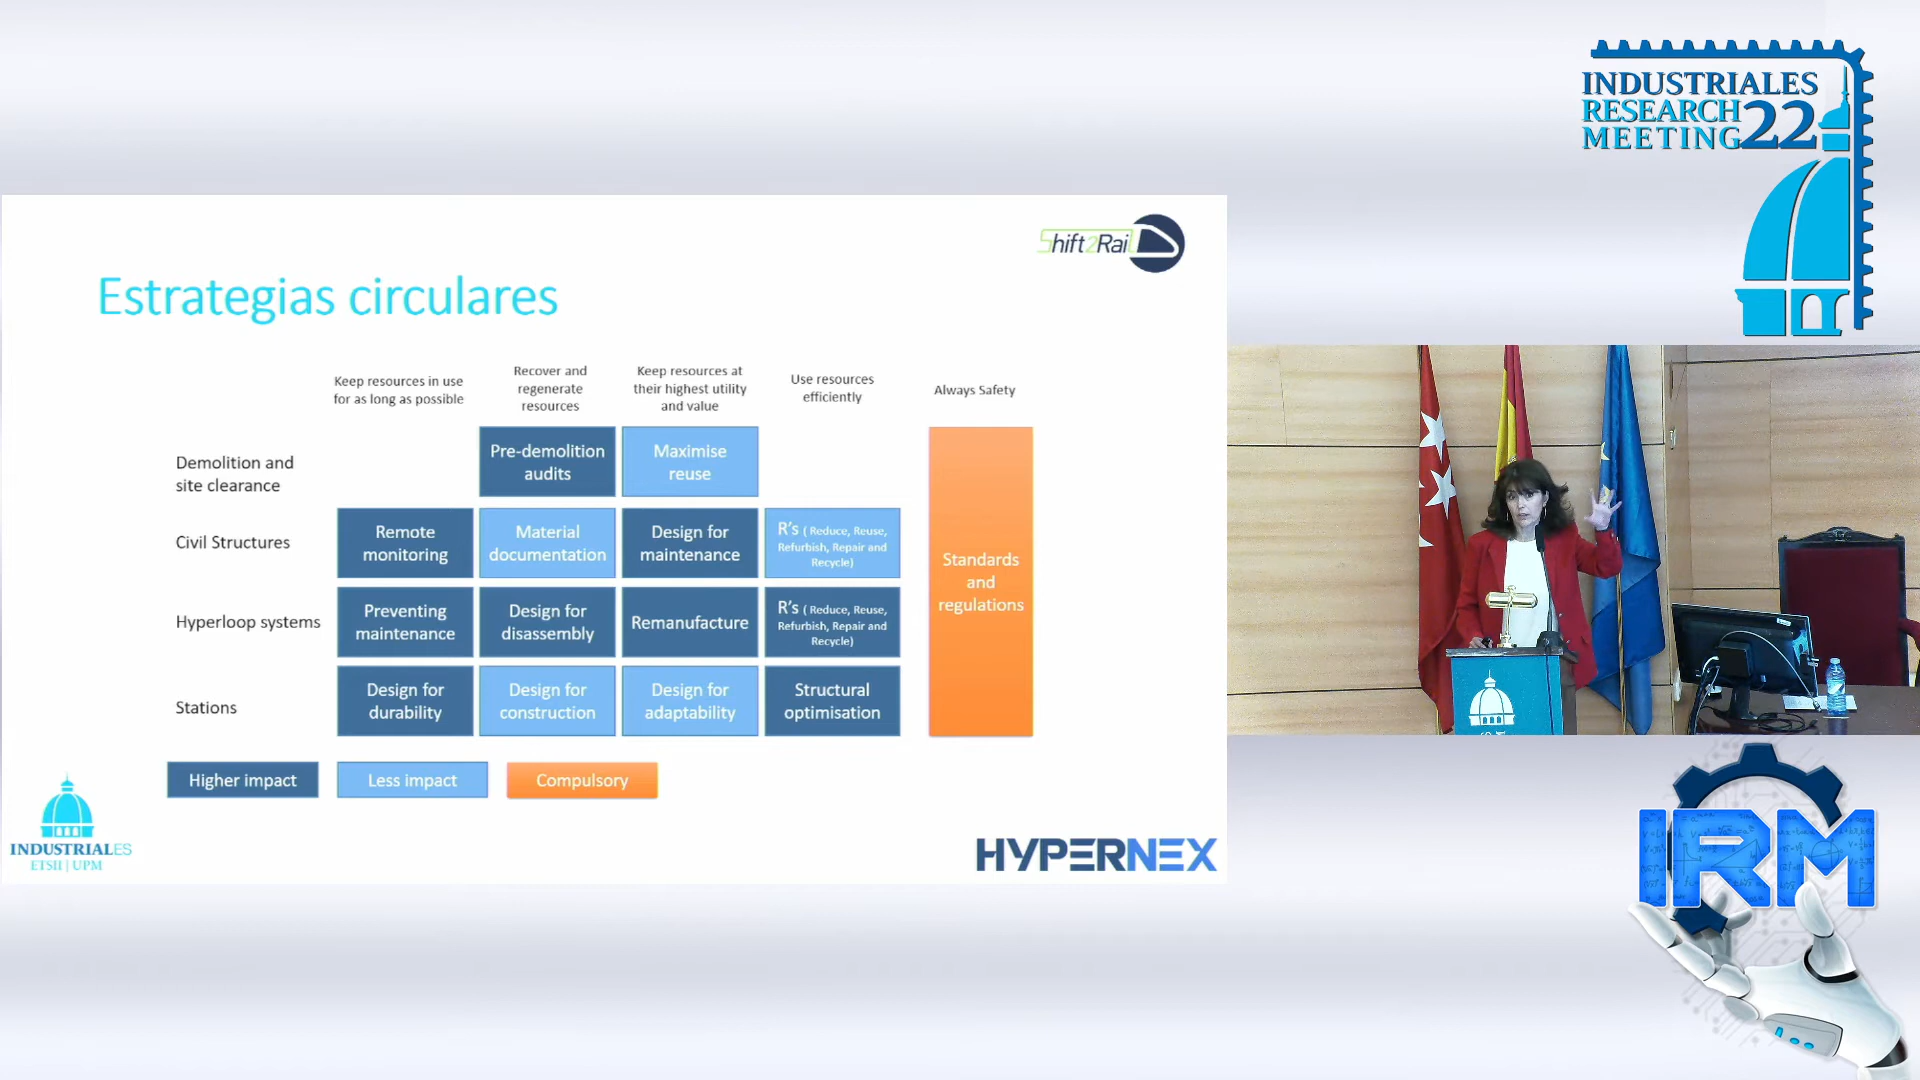 INDUSTRIALES
RESEARCH
MEETING 22
Shift2Rail
Estrategias circulares
Keep resources in use
for as long as possible
Recover and
regenerate
resources
Keep resources at
their highest utility
and value
Use resources
efficiently
Always Safety
Demolition and
site clearance
Pre-demolition
audits
Maximise
reuse
Civil Structures
Remote
monitoring
Material
documentation
Design for
maintenance
R's ( Reduce, Reuse,
Refurbish, Repair and
Recycle)
Hyperloop systems
Preventing
maintenance
Design for
disassembly
Remanufacture
R's ( Reduce, Reuse,
Refurbish, Repair and
Recycle)
Stations
Design for
durability
Design for
construction
Design for
adaptability
Structural
optimisation
Standards
and
regulations
Higher impact
Less impact
Compulsory
INDUSTRIALES
ETSII | UPM
HYPERNEX
IRM